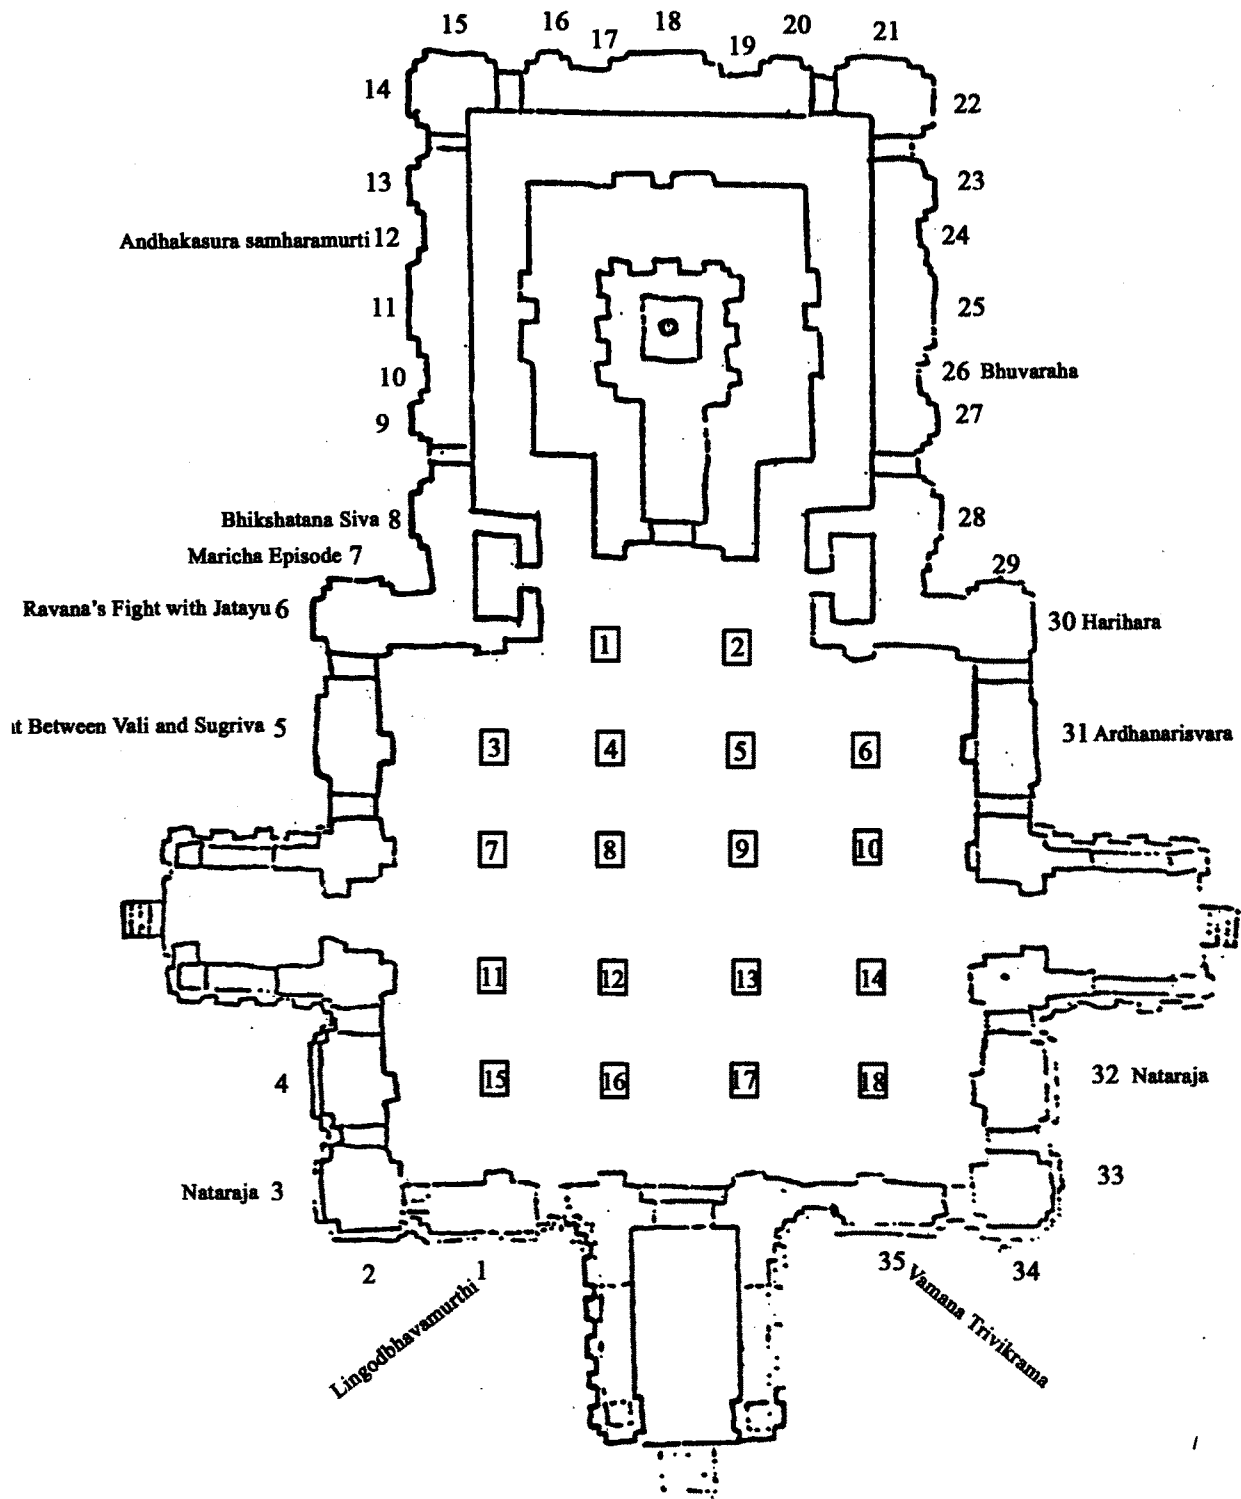 15 16 17 18 19 20 21
14 22
13 23
Andhakasura samharamurti 12 24
11 25
10 26 Bhuvaraha
9 27
Bhikshatana Siva 8 28
Maricha Episode 7 29
Ravana's Fight with Jatayu 6 30 Harihara
1 2
Between Vali and Sugriva 5 31 Ardhanarisvara
3 4 5 6
7 8 9 10
11 12 13 14
4 15 16 17 18 32 Nataraja
Nataraja 3 33
2 1 35 34
Lingodbhavamurthi
Vamana Trivikrama